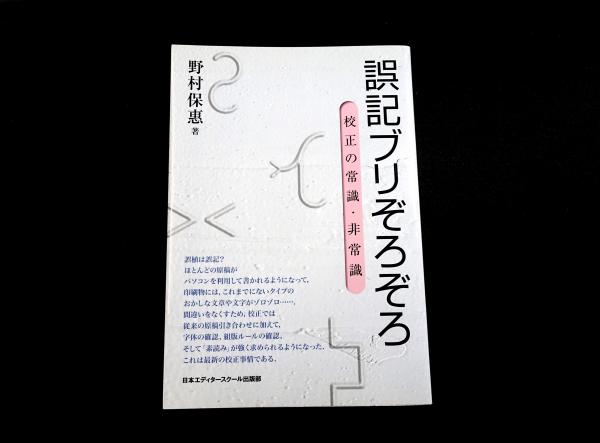 誤記ブリぞろぞろ
校正の常識・非常識
野村保惠 著
誤植は誤記？
ほとんどの原稿が
パソコンを利用して書かれるようになって，
印刷物には，これまでにないタイプの
おかしな文章や文字がゾロゾロ……。
間違いをなくすため，校正では
従来の原稿引き合わせに加えて，
字体の確認，組版ルールの確認，
そして「素読み」が強く求められるようになった．
これは最新の校正事情である．
日本エディタースクール出版部